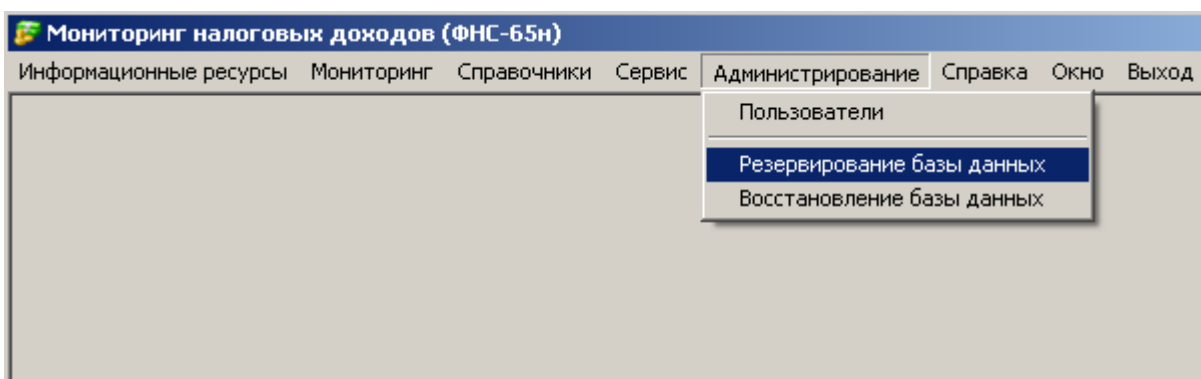 Мониторинг налоговых доходов (ФНС-65н)
Информационные ресурсы Мониторинг Справочники Сервис Администрирование Справка Окно Выход
Пользователи
Резервирование базы данных
Восстановление базы данных